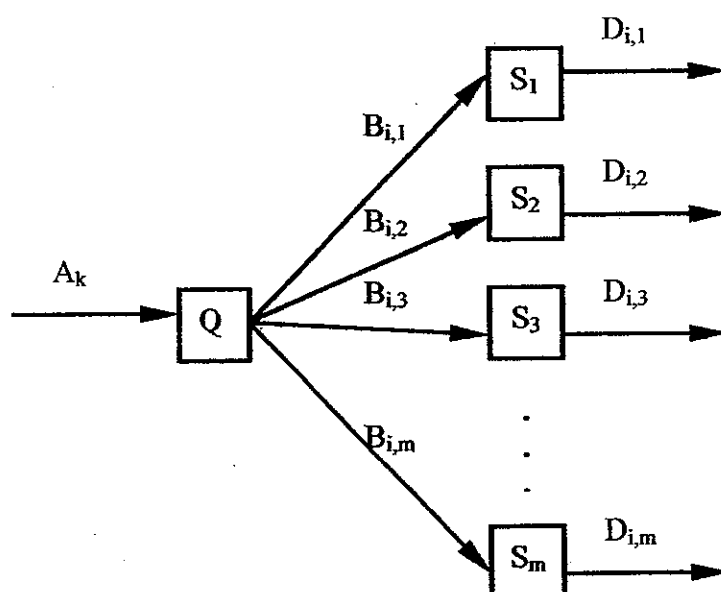 D_{i,1}
S_1
B_{i,1}
D_{i,2}
S_2
B_{i,2}
A_k
B_{i,3}
D_{i,3}
Q
S_3
B_{i,m}
D_{i,m}
S_m